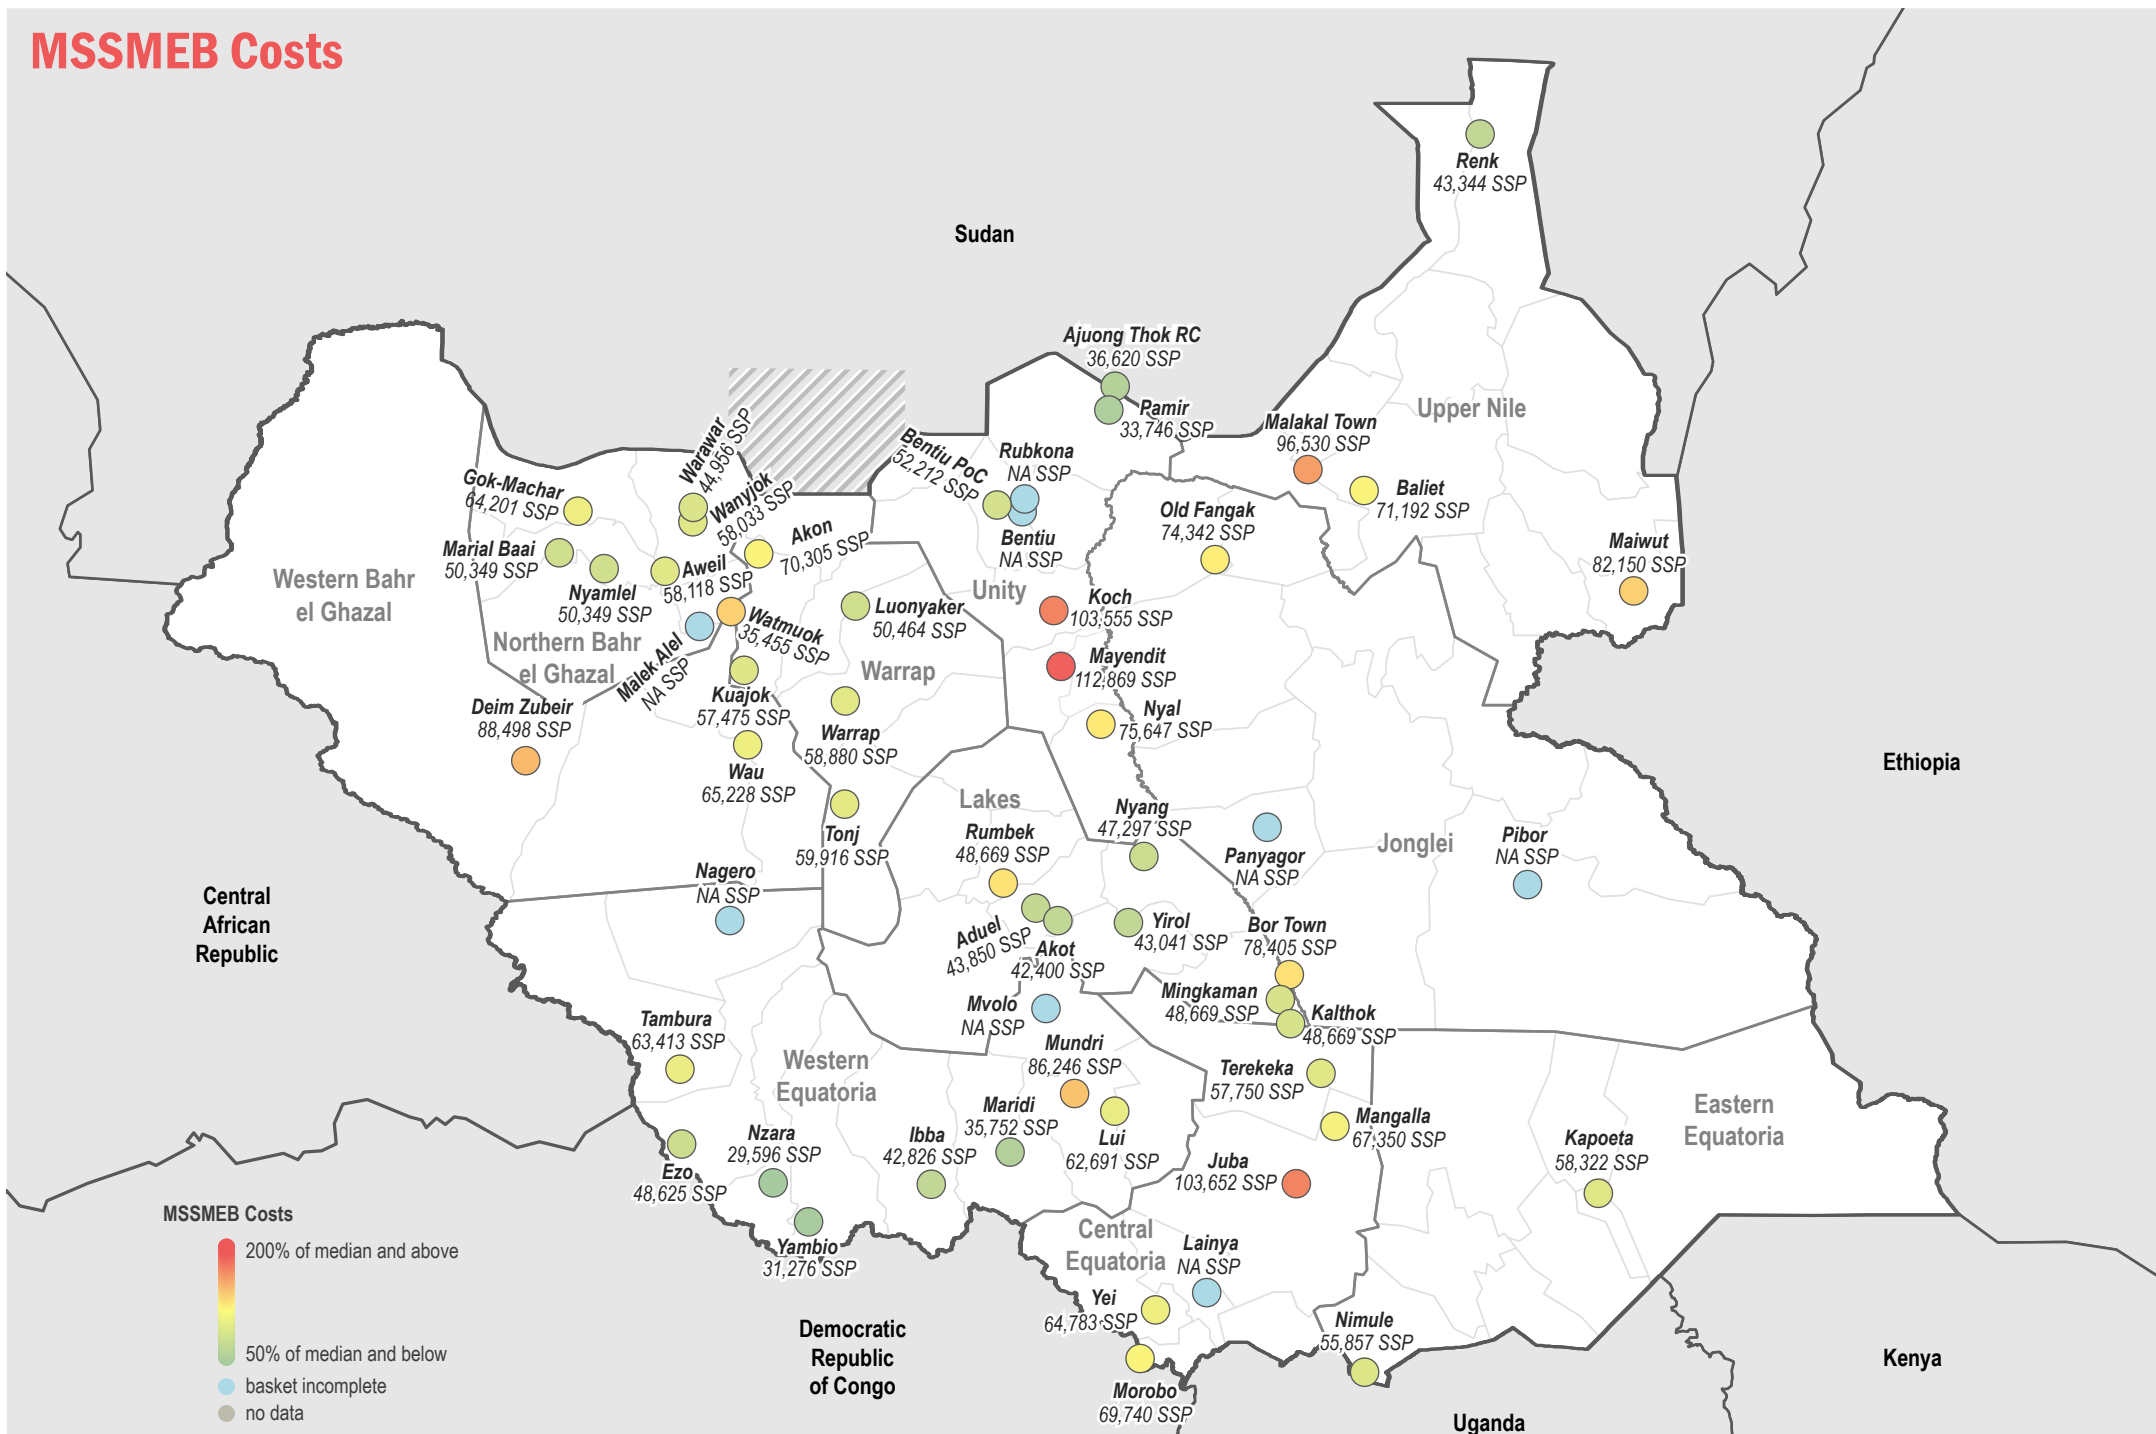 MSSMEB Costs
Sudan
Renk
43,344 SSP
Ajuong Thok RC
36,620 SSP
Pamir
33,746 SSP
Upper Nile
Malakal Town
96,530 SSP
Baliet
71,192 SSP
Maiwut
82,150 SSP
Warawar
44,956 SSP
Wanyjok
58,033 SSP
Gok-Machar
64,201 SSP
Marial Baai
50,349 SSP
Nyamlel
50,349 SSP
Aweil
58,118 SSP
Akon
70,305 SSP
Bentiu PoC
52,212 SSP
Rubkona
NA SSP
Bentiu
NA SSP
Old Fangak
74,342 SSP
Western Bahr
el Ghazal
Northern Bahr
el Ghazal
Malek Alel
NA SSP
Watmuok
35,455 SSP
Luonyaker
50,464 SSP
Unity
Koch
103,555 SSP
Mayendit
112,869 SSP
Nyal
75,647 SSP
Warrap
Kuajok
57,475 SSP
Warrap
58,880 SSP
Deim Zubeir
88,498 SSP
Wau
65,228 SSP
Tonj
59,916 SSP
Lakes
Rumbek
48,669 SSP
Nyang
47,297 SSP
Panyagor
NA SSP
Jonglei
Pibor
NA SSP
Ethiopia
Central
African
Republic
Nagero
NA SSP
Aduel
43,850 SSP
Akot
42,400 SSP
Yirol
43,041 SSP
Bor Town
78,405 SSP
Mingkaman
48,669 SSP
Kalthok
48,669 SSP
Mvolo
NA SSP
Tambura
63,413 SSP
Western
Equatoria
Mundri
86,246 SSP
Maridi
35,752 SSP
Lui
62,691 SSP
Terekeka
57,750 SSP
Mangalla
67,350 SSP
Eastern
Equatoria
Kapoeta
58,322 SSP
Nzara
29,596 SSP
Ibba
42,826 SSP
Ezo
48,625 SSP
Yambio
31,276 SSP
Juba
103,652 SSP
Central
Equatoria
Lainya
NA SSP
Yei
64,783 SSP
Morobo
69,740 SSP
Nimule
55,857 SSP
Democratic
Republic
of Congo
Uganda
Kenya
MSSMEB Costs
200% of median and above
50% of median and below
basket incomplete
no data